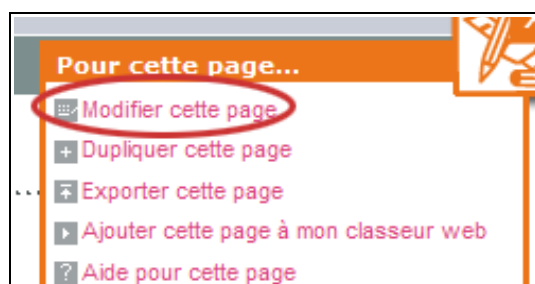 Pour cette page...
Modifier cette page
Dupliquer cette page
Exporter cette page
Ajouter cette page à mon classeur web
Aide pour cette page